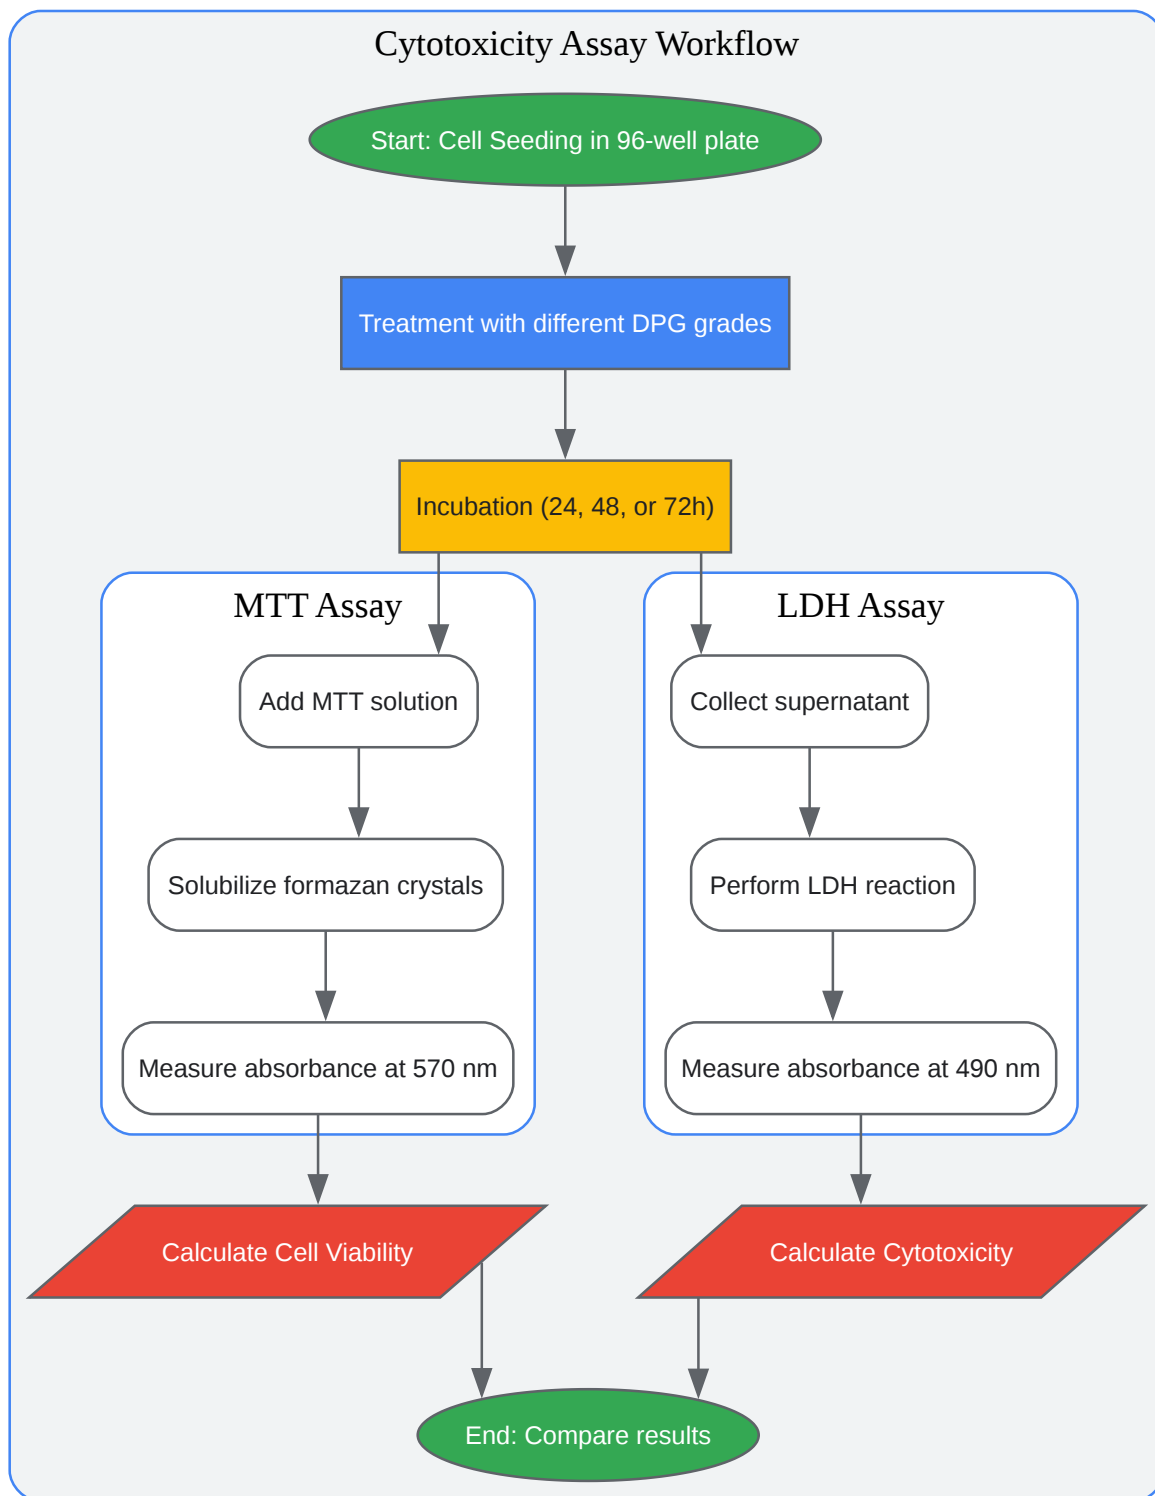 Cytotoxicity Assay Workflow
Start: Cell Seeding in 96-well plate
Treatment with different DPG grades
Incubation (24, 48, or 72h)
MTT Assay
Add MTT solution
Solubilize formazan crystals
Measure absorbance at 570 nm
LDH Assay
Collect supernatant
Perform LDH reaction
Measure absorbance at 490 nm
Calculate Cell Viability
Calculate Cytotoxicity
End: Compare results